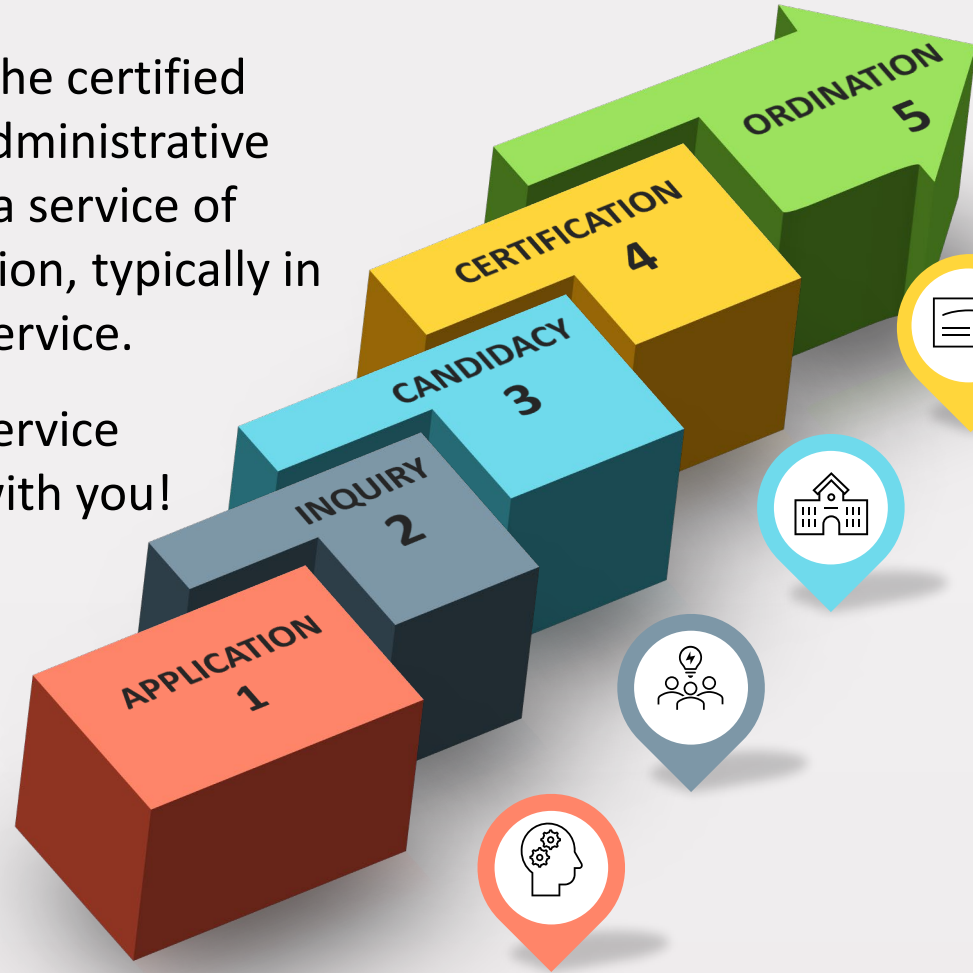 he certified
dministrative
a service of
ion, typically in
ervice.
ervice
with you!
ORDINATION
5
CERTIFICATION
4
CANDIDACY
3
INQUIRY
2
APPLICATION
1